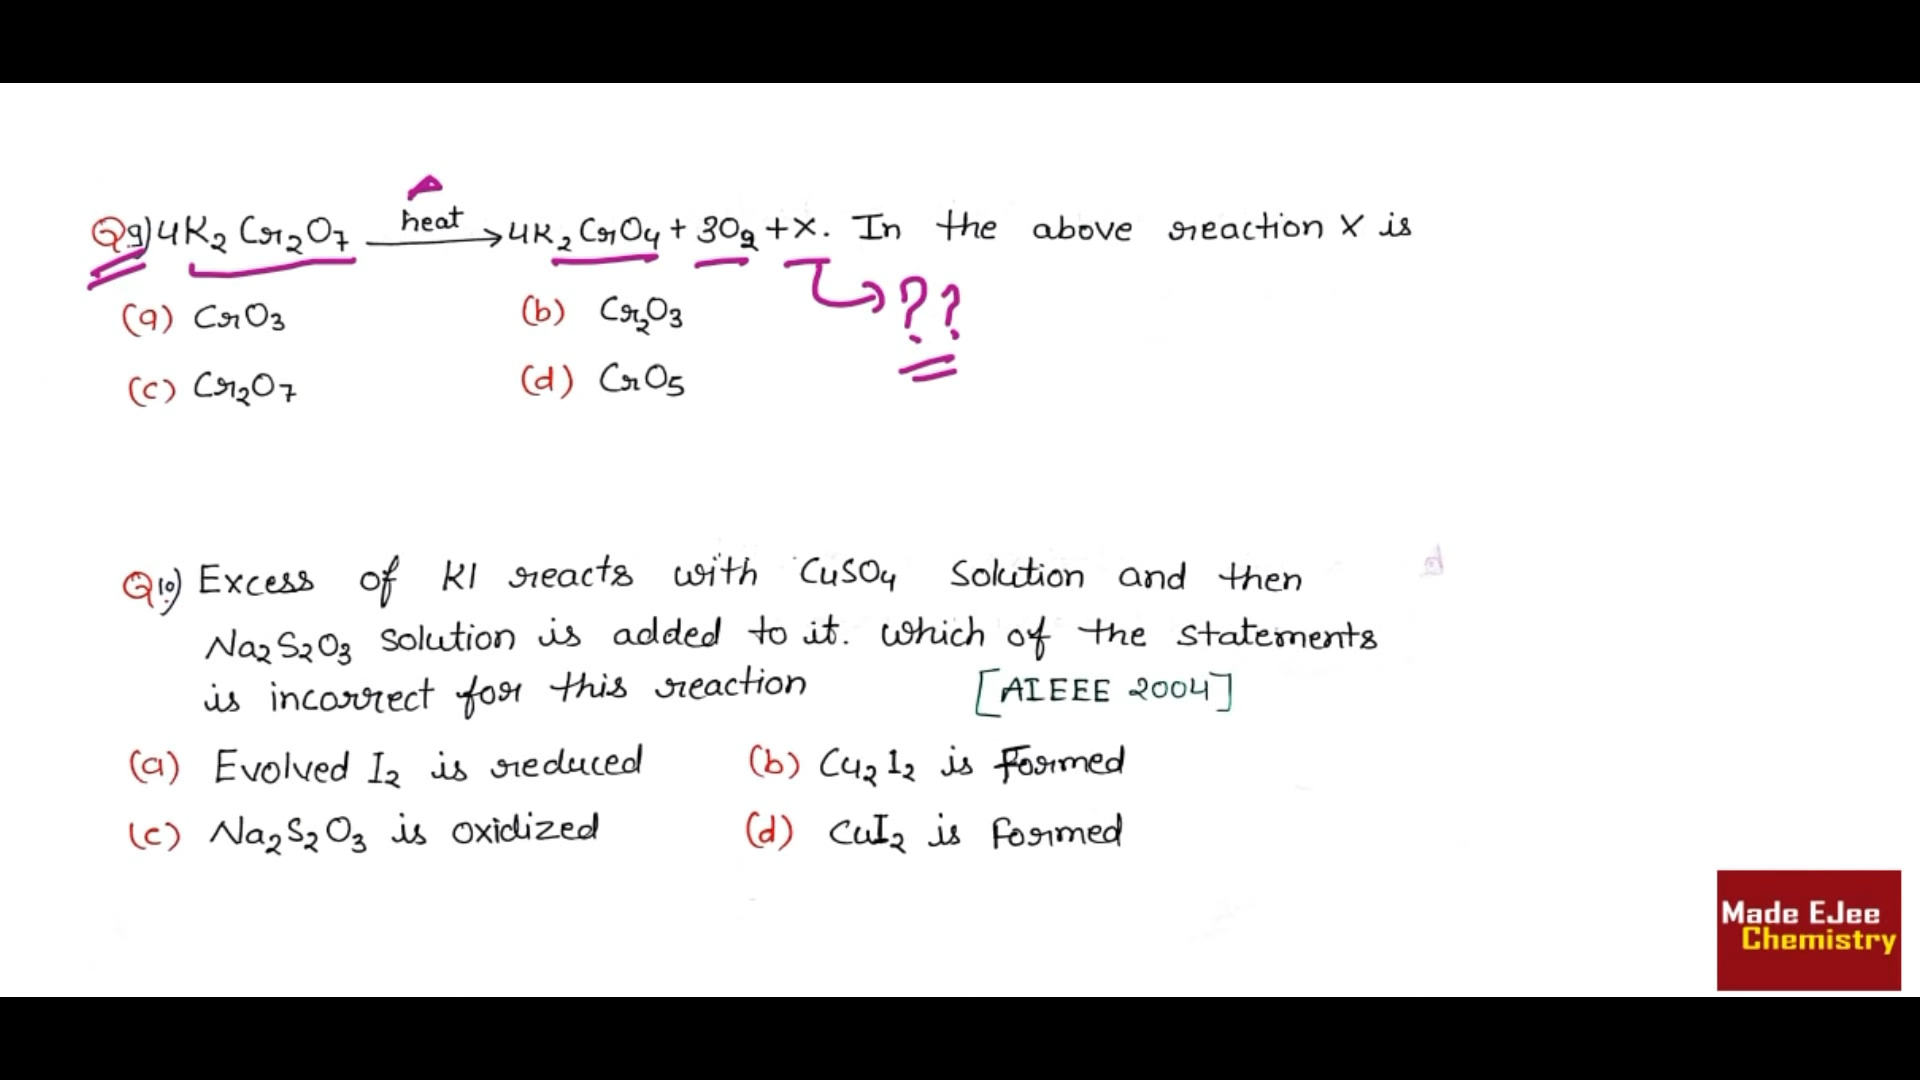 Q9) 4K₂Cr₂O₇ heat → 4K₂CrO₄ + 3O₂ + X. In the above reaction X is
??
(a) CrO₃ (b) Cr₂O₃
(c) Cr₂O₇ (d) CrO₅
Q10) Excess of KI reacts with CuSO₄ Solution and then
Na₂S₂O₃ solution is added to it. which of the statements
is incorrect for this reaction [AIEEE 2004]
(a) Evolved I₂ is reduced (b) Cu₂I₂ is Formed
(c) Na₂S₂O₃ is oxidized (d) CuI₂ is Formed
Made EJee
Chemistry